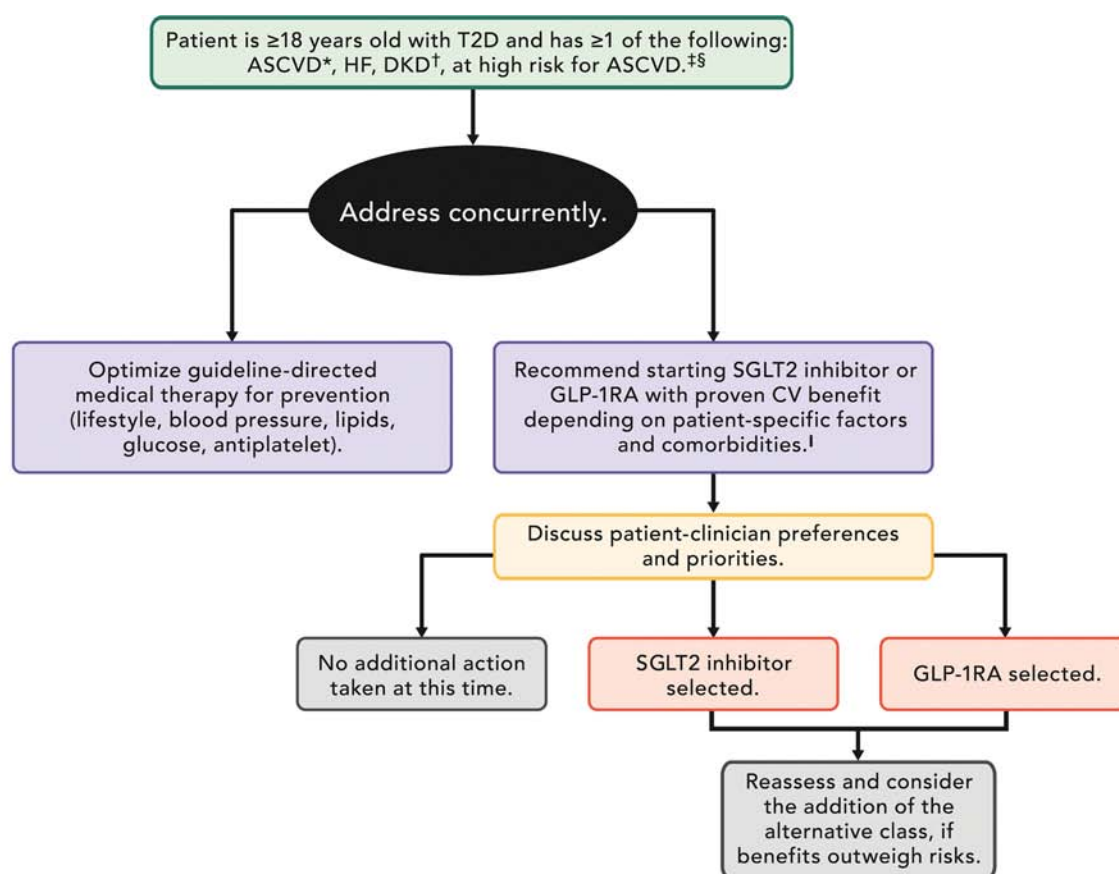 Patient is ≥18 years old with T2D and has ≥1 of the following:
ASCVD*, HF, DKD†, at high risk for ASCVD.‡§
Address concurrently.
Optimize guideline-directed
medical therapy for prevention
(lifestyle, blood pressure, lipids,
glucose, antiplatelet).
Recommend starting SGLT2 inhibitor or
GLP-1RA with proven CV benefit
depending on patient-specific factors
and comorbidities.ǀ
Discuss patient-clinician preferences
and priorities.
No additional action
taken at this time.
SGLT2 inhibitor
selected.
GLP-1RA selected.
Reassess and consider
the addition of the
alternative class, if
benefits outweigh risks.